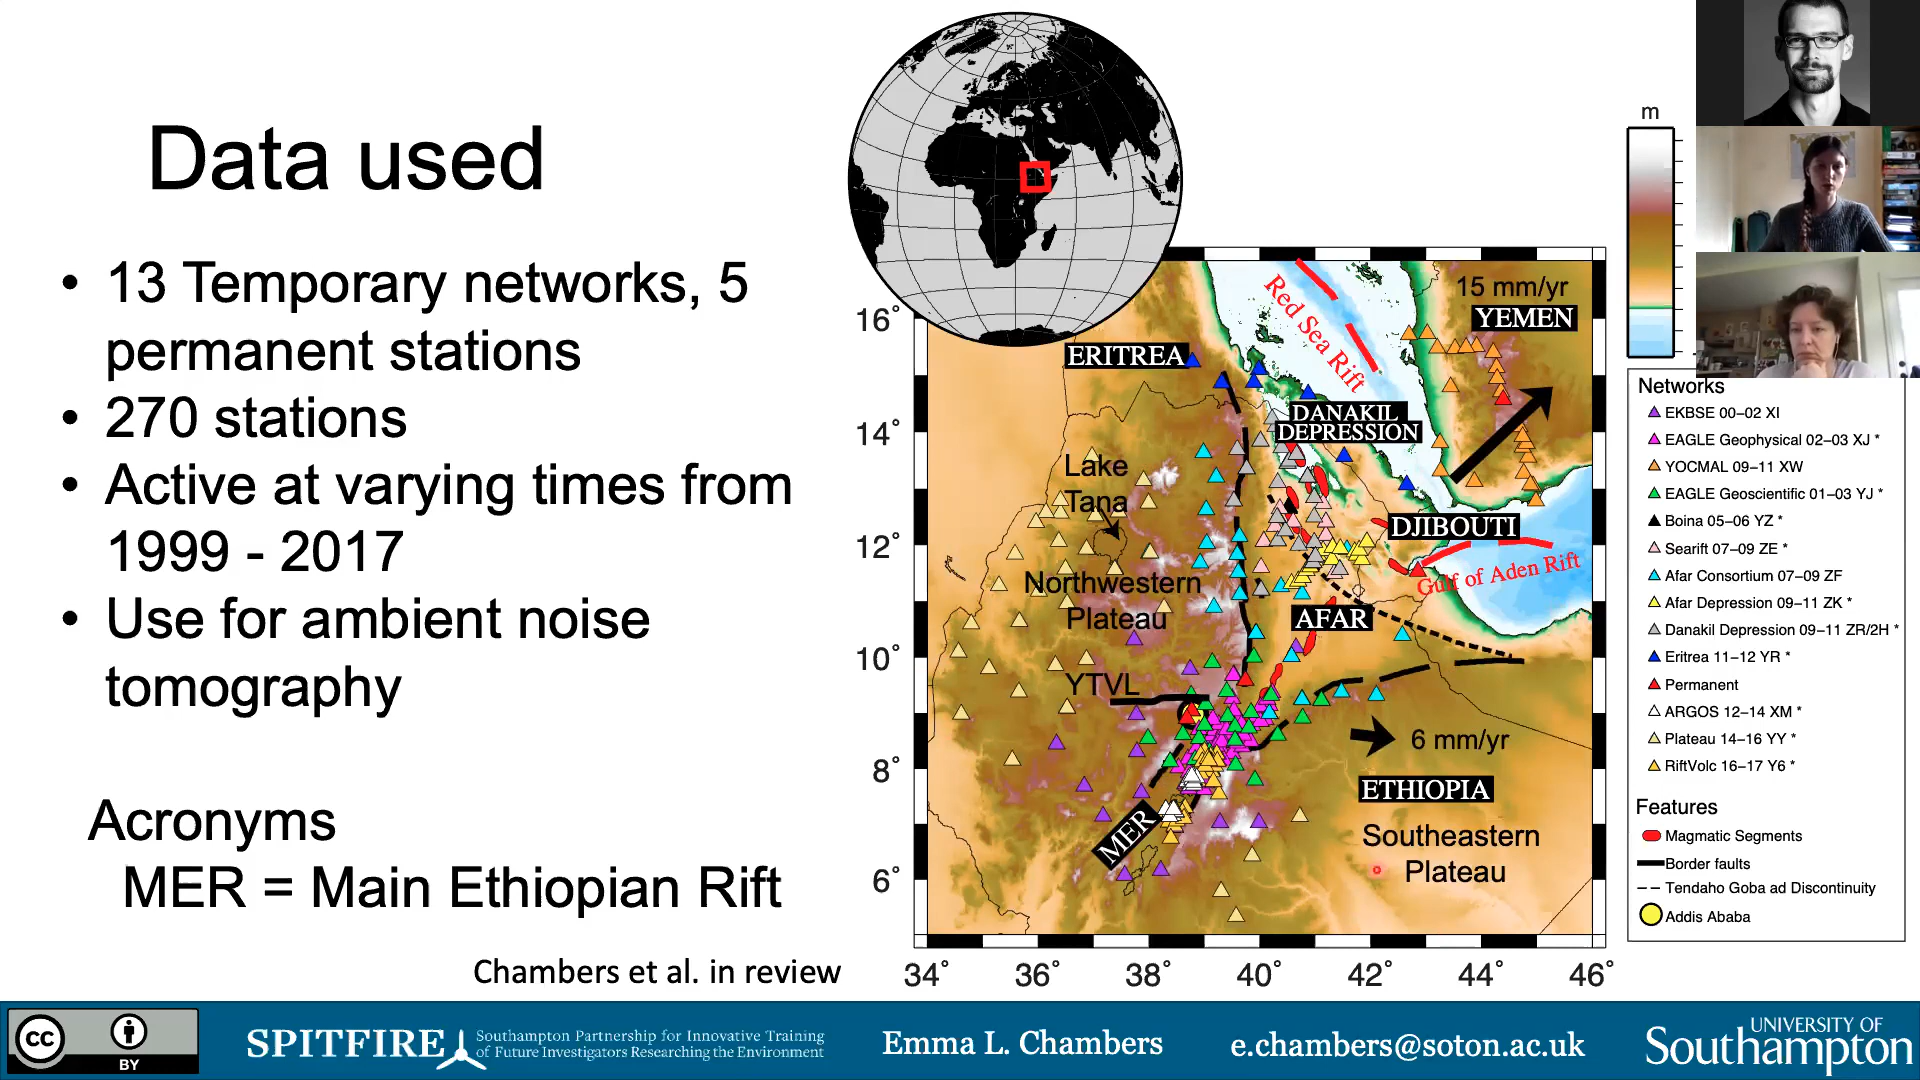 Data used
• 13 Temporary networks, 5
permanent stations
• 270 stations
• Active at varying times from
1999 - 2017
• Use for ambient noise
tomography
Acronyms
MER = Main Ethiopian Rift
Chambers et al. in review
m
16°
14°
12°
10°
8°
6°
34°
36°
38°
40°
42°
44°
46°
15 mm/yr
YEMEN
Red Sea Rift
ERITREA
DANAKIL
DEPRESSION
Lake
Tana
DJIBOUTI
Gulf of Aden Rift
Northwestern
Plateau
AFAR
YTVL
6 mm/yr
ETHIOPIA
MER
Southeastern
Plateau
Networks
EKBSE 00–02 XI
EAGLE Geophysical 02–03 XJ *
YOCMAL 09–11 XW
EAGLE Geoscientific 01–03 YJ *
Boina 05–06 YZ *
Searift 07–09 ZE *
Afar Consortium 07–09 ZF
Afar Depression 09–11 ZK *
Danakil Depression 09–11 ZR/2H *
Eritrea 11–12 YR *
Permanent
ARGOS 12–14 XM *
Plateau 14–16 YY *
RiftVolc 16–17 Y6 *
Features
Magmatic Segments
Border faults
Tendaho Goba ad Discontinuity
Addis Ababa
CC
BY
SPITFIRE
Southampton Partnership for Innovative Training
of Future Investigators Researching the Environment
Emma L. Chambers
e.chambers@soton.ac.uk
UNIVERSITY OF
Southampton